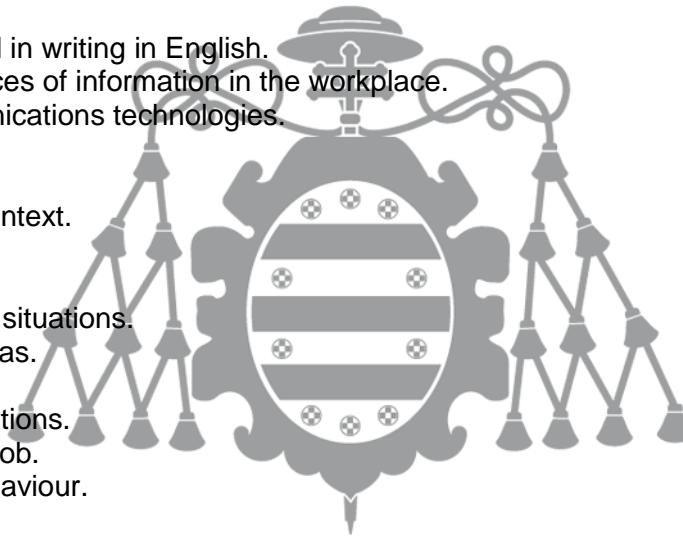 in writing in English.
ces of information in the workplace.
nications technologies.
ntext.
situations.
as.
tions.
ob.
aviour.